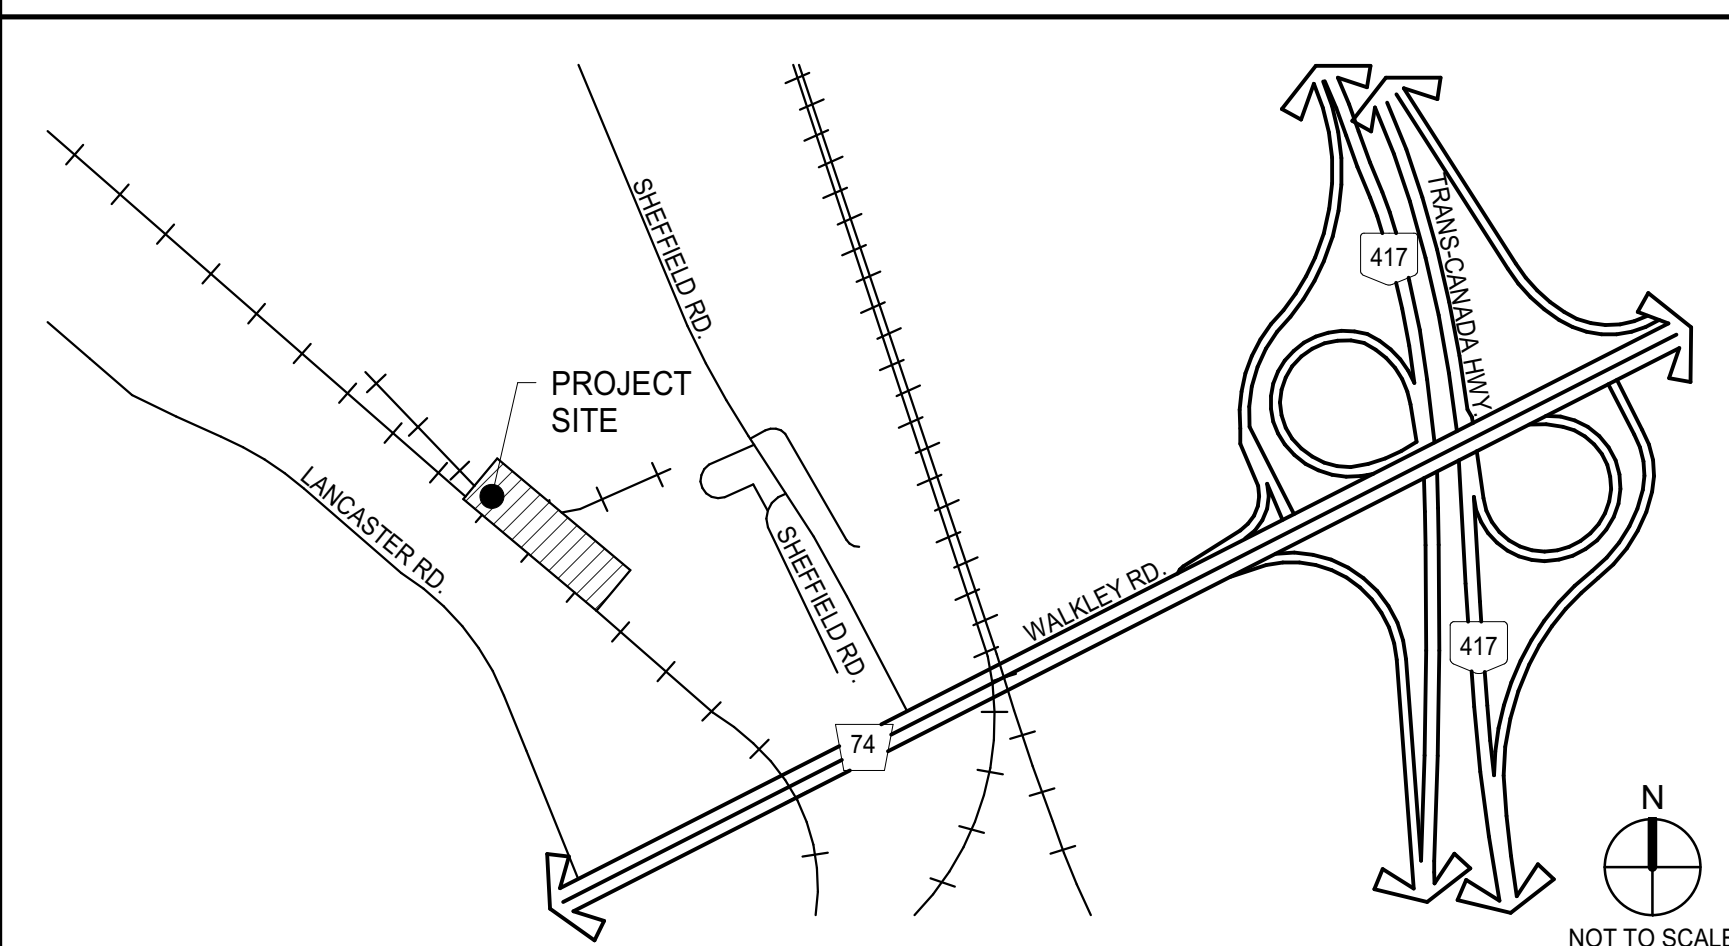 SHEFFIELD RD.
TRANS-CANADA HWY.
417
PROJECT
SITE
LANCASTER RD.
SHEFFIELD RD.
WALKLEY RD.
417
74
N
NOT TO SCALE